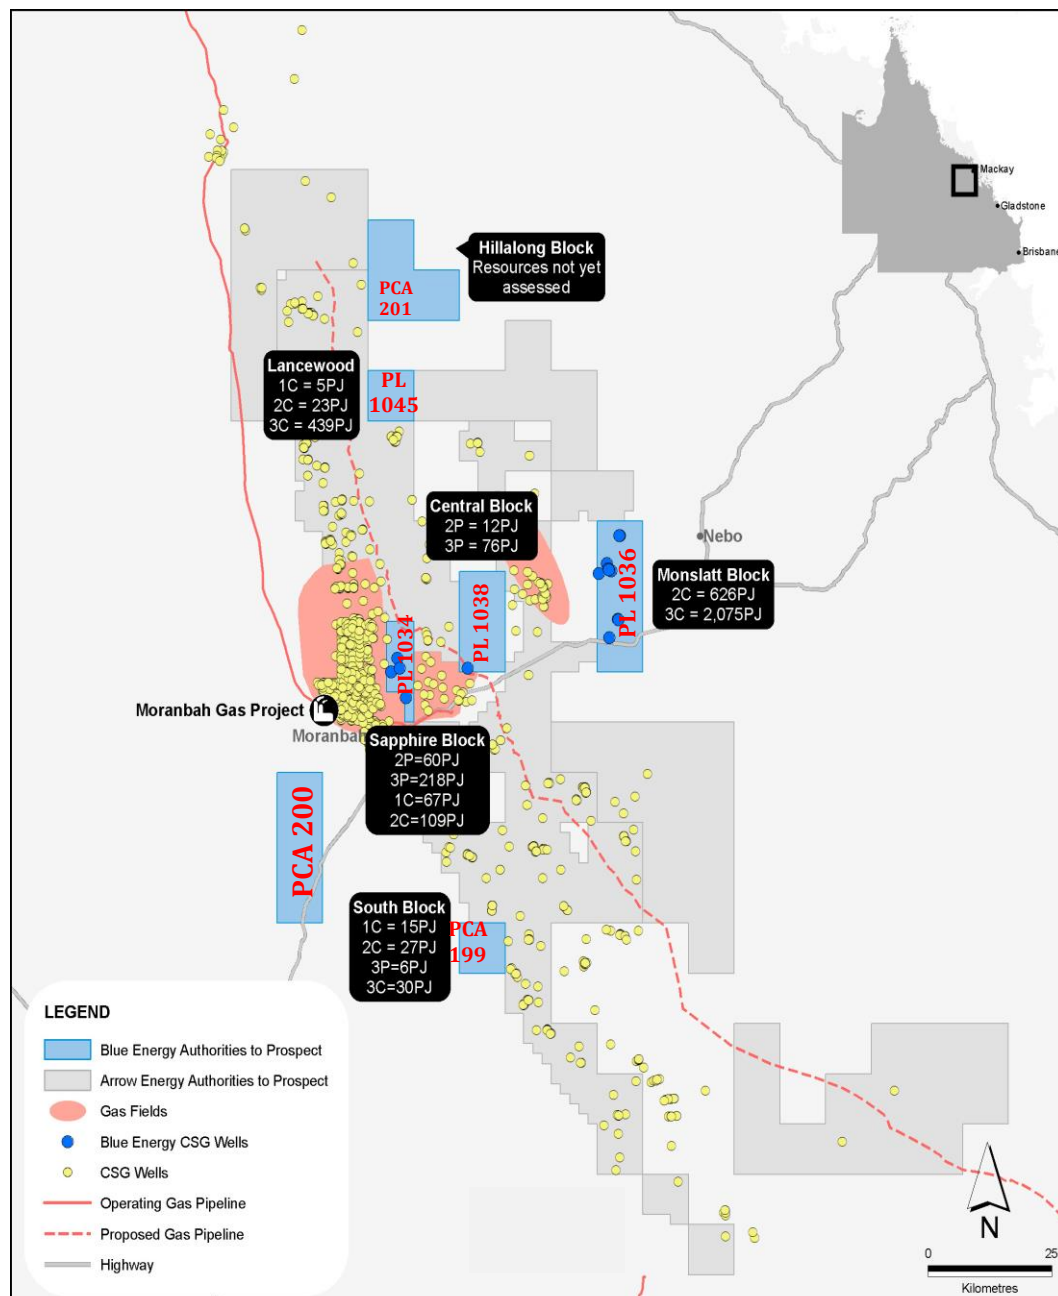 Mackay
Gladstone
Brisbane
Hillalong Block
Resources not yet
assessed
PCA
201
Lancewood
1C = 5PJ
2C = 23PJ
3C = 439PJ
PL
1045
Central Block
2P = 12PJ
3P = 76PJ
Nebo
PL 1036
Monslatt Block
2C = 626PJ
3C = 2,075PJ
PL 1038
PL 1034
Moranbah Gas Project
Moranbah
Sapphire Block
2P=60PJ
3P=218PJ
1C=67PJ
2C=109PJ
PCA 200
South Block
1C = 15PJ
2C = 27PJ
3P=6PJ
3C=30PJ
PCA
199
LEGEND
Blue Energy Authorities to Prospect
Arrow Energy Authorities to Prospect
Gas Fields
Blue Energy CSG Wells
CSG Wells
Operating Gas Pipeline
Proposed Gas Pipeline
Highway
N
0 25
Kilometres